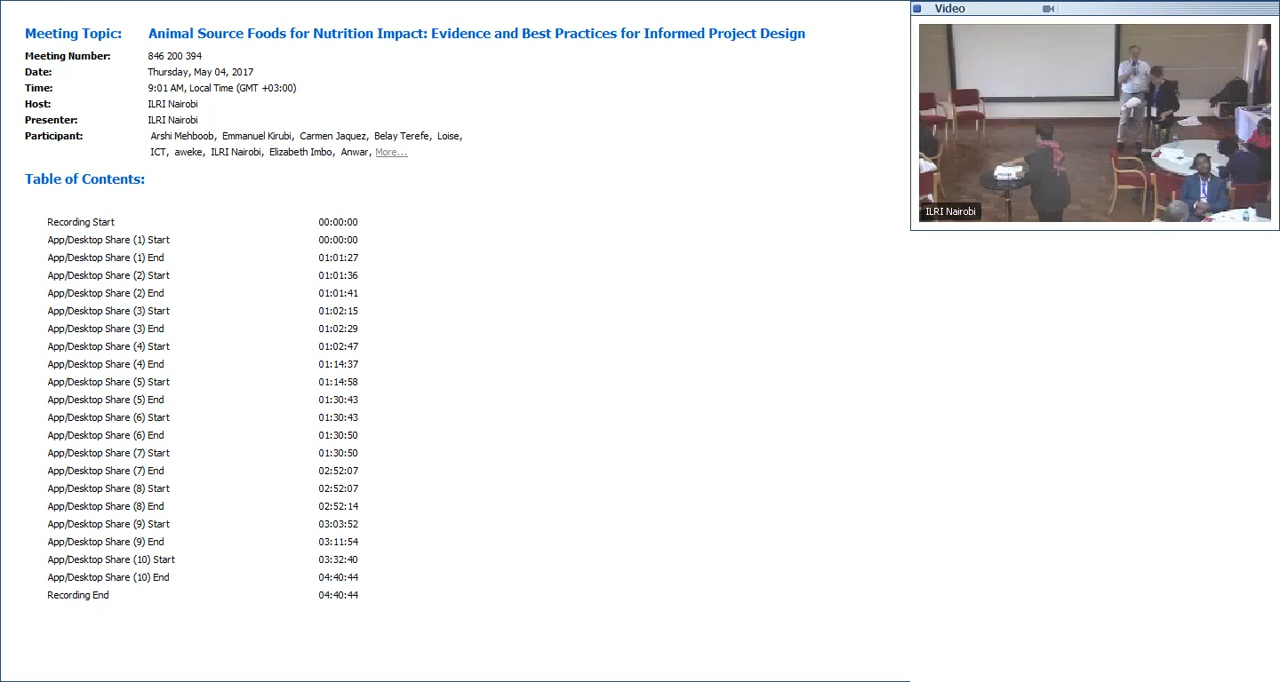 Meeting Topic: Animal Source Foods for Nutrition Impact: Evidence and Best Practices for Informed Project Design
Meeting Number: 846 200 394
Date: Thursday, May 04, 2017
Time: 9:01 AM, Local Time (GMT +03:00)
Host: ILRI Nairobi
Presenter: ILRI Nairobi
Participant: Arshi Mehboob, Emmanuel Kirubi, Carmen Jaquez, Belay Terefe, Loise,
ICT, aweke, ILRI Nairobi, Elizabeth Imbo, Anwar, More...
Table of Contents:
Recording Start 00:00:00
App/Desktop Share (1) Start 00:00:00
App/Desktop Share (1) End 01:01:27
App/Desktop Share (2) Start 01:01:36
App/Desktop Share (2) End 01:01:41
App/Desktop Share (3) Start 01:02:15
App/Desktop Share (3) End 01:02:29
App/Desktop Share (4) Start 01:02:47
App/Desktop Share (4) End 01:14:37
App/Desktop Share (5) Start 01:14:58
App/Desktop Share (5) End 01:30:43
App/Desktop Share (6) Start 01:30:43
App/Desktop Share (6) End 01:30:50
App/Desktop Share (7) Start 01:30:50
App/Desktop Share (7) End 02:52:07
App/Desktop Share (8) Start 02:52:07
App/Desktop Share (8) End 02:52:14
App/Desktop Share (9) Start 03:03:52
App/Desktop Share (9) End 03:11:54
App/Desktop Share (10) Start 03:32:40
App/Desktop Share (10) End 04:40:44
Recording End 04:40:44
Video
ILRI Nairobi